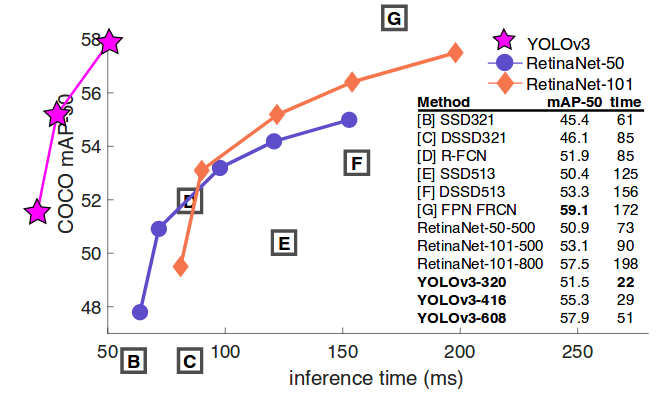 COCO mAP-50
58
56
54
52
50
48
50
100
150
200
250
inference time (ms)
B
C
D
E
F
G
YOLOv3
RetinaNet-50
RetinaNet-101
Method mAP-50 time
[B] SSD321 45.4 61
[C] DSSD321 46.1 85
[D] R-FCN 51.9 85
[E] SSD513 50.4 125
[F] DSSD513 53.3 156
[G] FPN FRCN 59.1 172
RetinaNet-50-500 50.9 73
RetinaNet-101-500 53.1 90
RetinaNet-101-800 57.5 198
YOLOv3-320 51.5 22
YOLOv3-416 55.3 29
YOLOv3-608 57.9 51